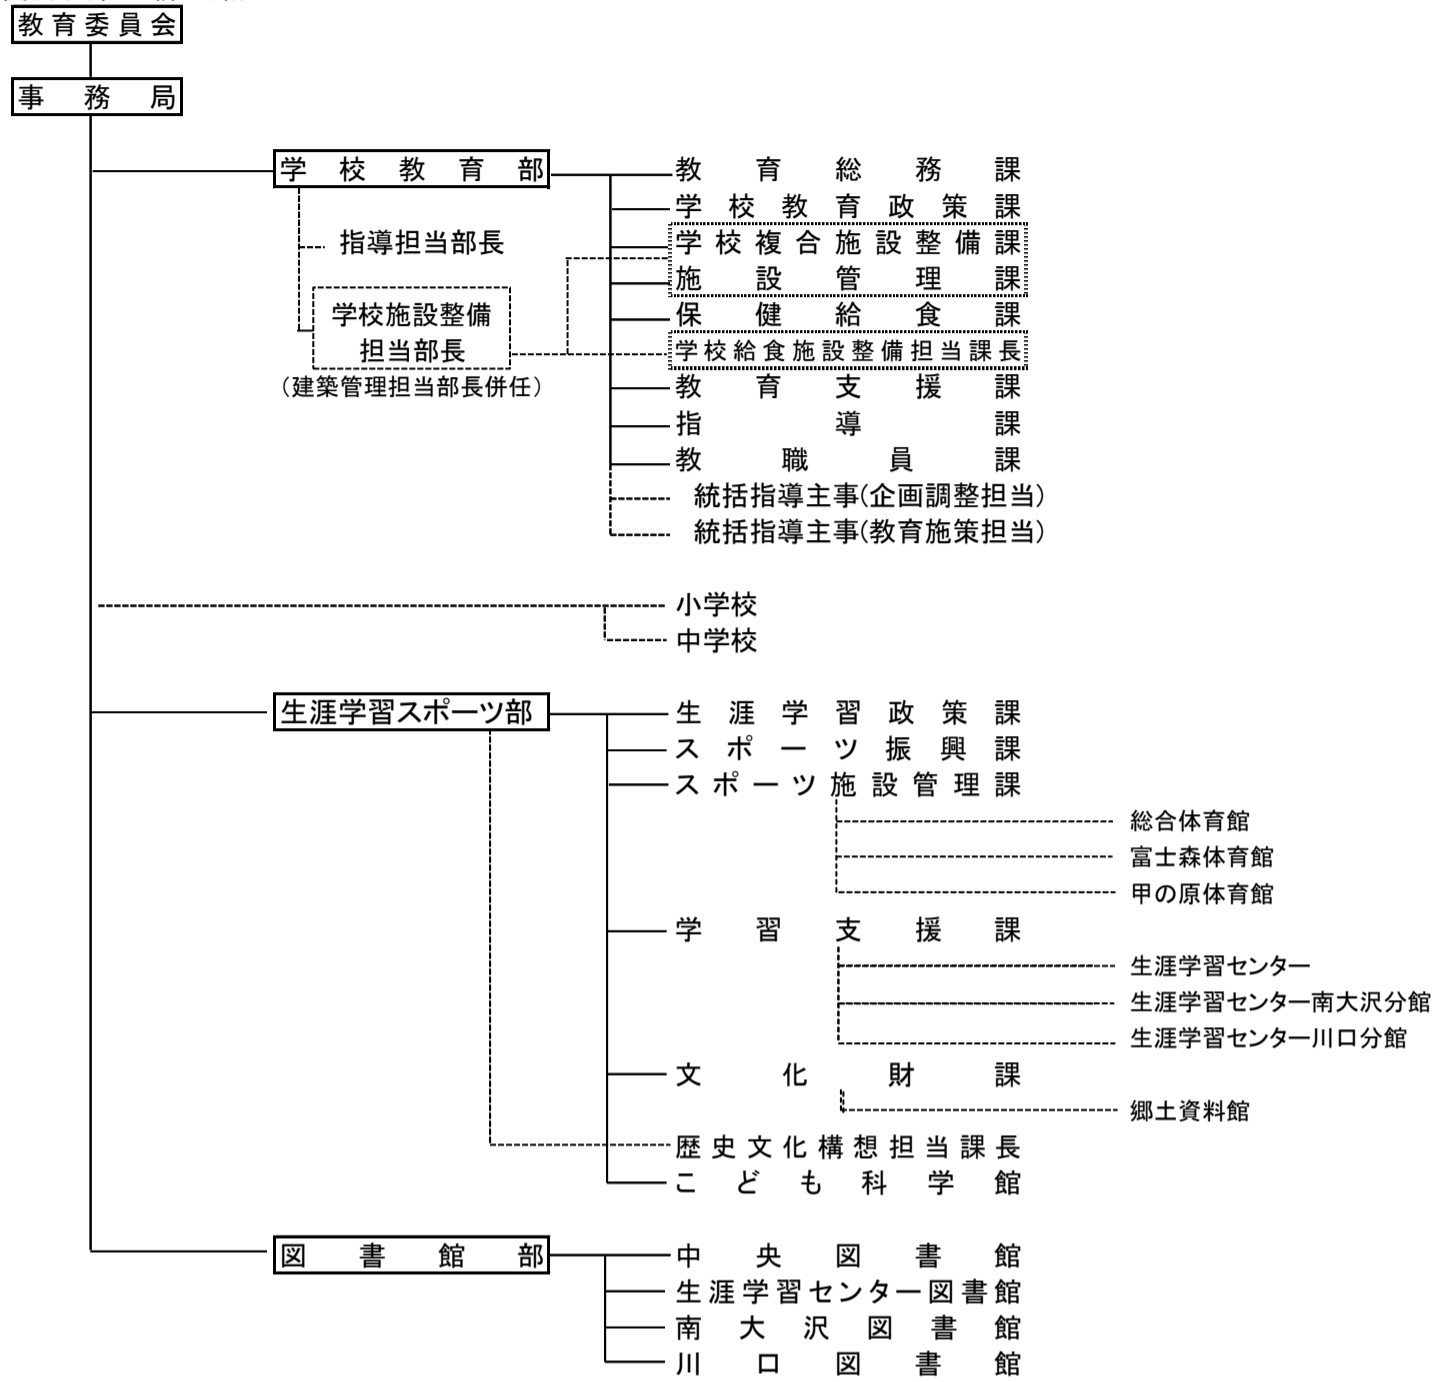 教育委員会
事務局
学校教育部
教育総務課
学校教育政策課
指導担当部長
学校複合施設整備課
施設管理課
学校施設整備
担当部長
(建築管理担当部長併任)
保健給食課
学校給食施設整備担当課長
教育支援課
指導課
教職員課
統括指導主事(企画調整担当)
統括指導主事(教育施策担当)
小学校
中学校
生涯学習スポーツ部
生涯学習政策課
スポーツ振興課
スポーツ施設管理課
総合体育館
富士森体育館
甲の原体育館
学習支援課
生涯学習センター
生涯学習センター南大沢分館
生涯学習センター川口分館
文化財課
郷土資料館
歴史文化構想担当課長
こども科学館
図書館部
中央図書館
生涯学習センター図書館
南大沢図書館
川口図書館